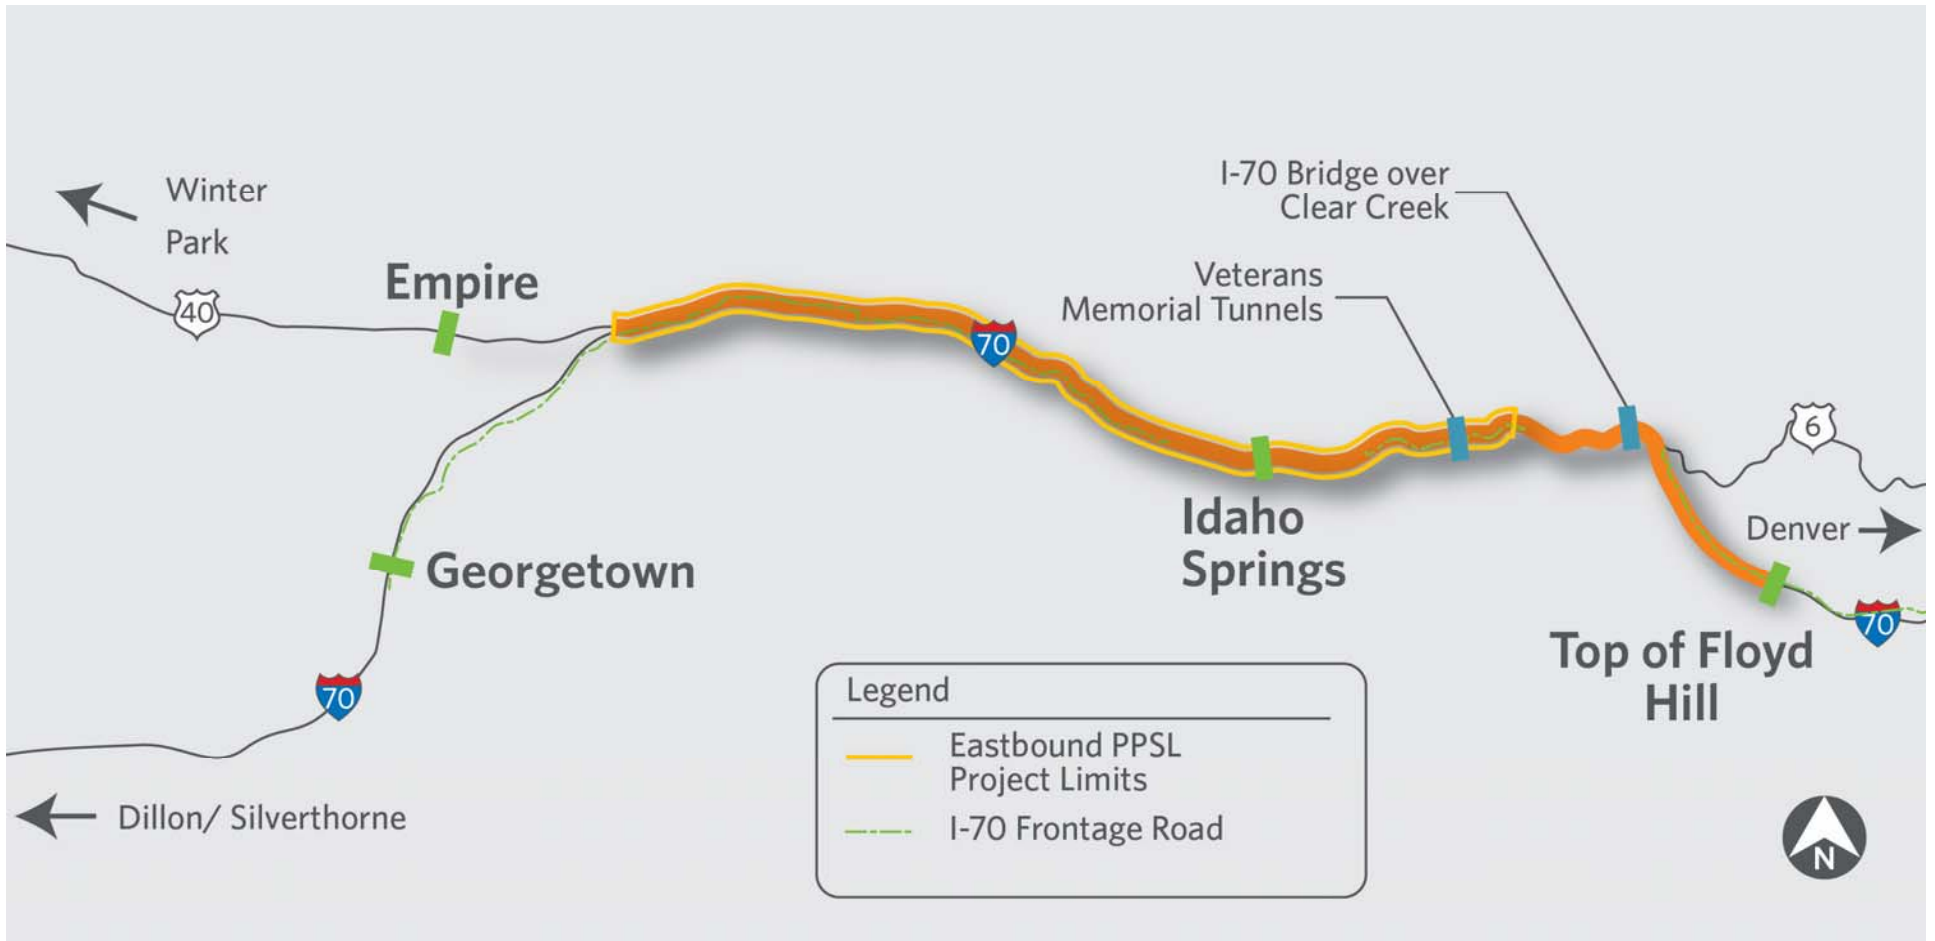 I-70 Bridge over
Clear Creek
Winter
Park
Empire
Veterans
Memorial Tunnels
40
70
6
Idaho
Springs
Denver
Georgetown
70
Top of Floyd
Hill
70
Legend
Eastbound PPSL
Project Limits
I-70 Frontage Road
Dillon/ Silverthorne
N